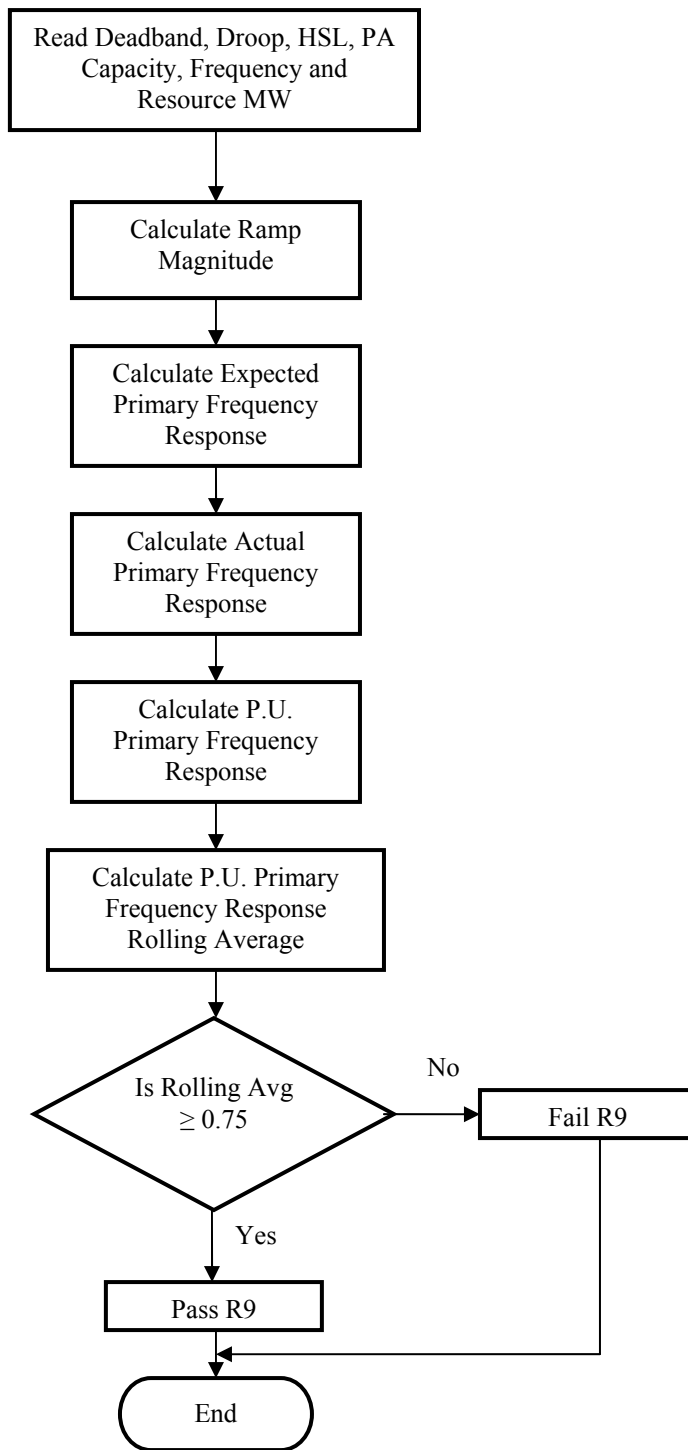 Read Deadband, Droop, HSL, PA
Capacity, Frequency and
Resource MW
Calculate Ramp
Magnitude
Calculate Expected
Primary Frequency
Response
Calculate Actual
Primary Frequency
Response
Calculate P.U.
Primary Frequency
Response
Calculate P.U. Primary
Frequency Response
Rolling Average
Is Rolling Avg
≥ 0.75
No
Fail R9
Yes
Pass R9
End